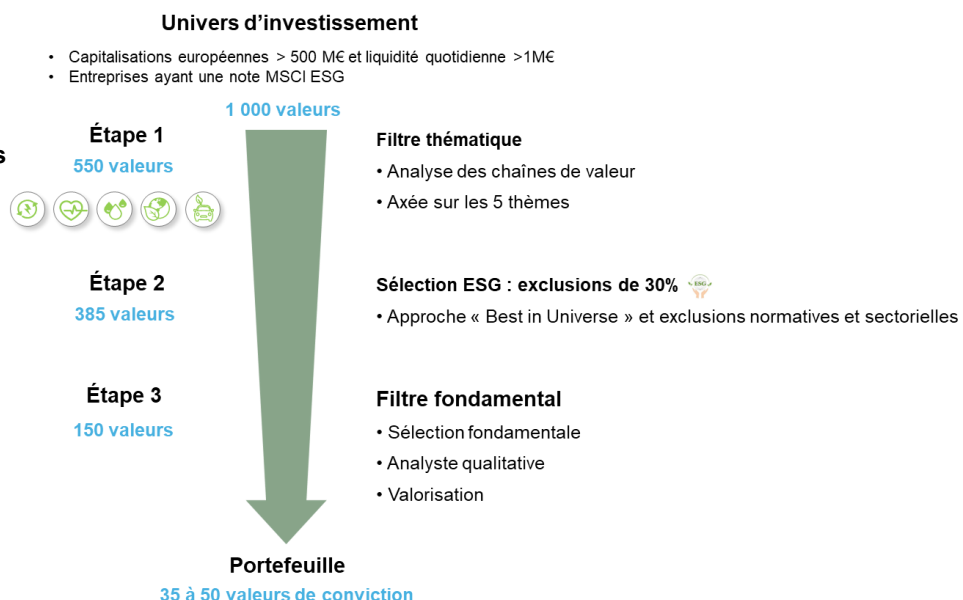 Univers d’investissement
• Capitalisations européennes > 500 M€ et liquidité quotidienne >1M€
• Entreprises ayant une note MSCI ESG
1 000 valeurs
s
Étape 1
550 valeurs
Filtre thématique
• Analyse des chaînes de valeur
• Axée sur les 5 thèmes
Étape 2
385 valeurs
Sélection ESG : exclusions de 30%
ESG
• Approche « Best in Universe » et exclusions normatives et sectorielles
Étape 3
150 valeurs
Filtre fondamental
• Sélection fondamentale
• Analyste qualitative
• Valorisation
Portefeuille
35 à 50 valeurs de conviction